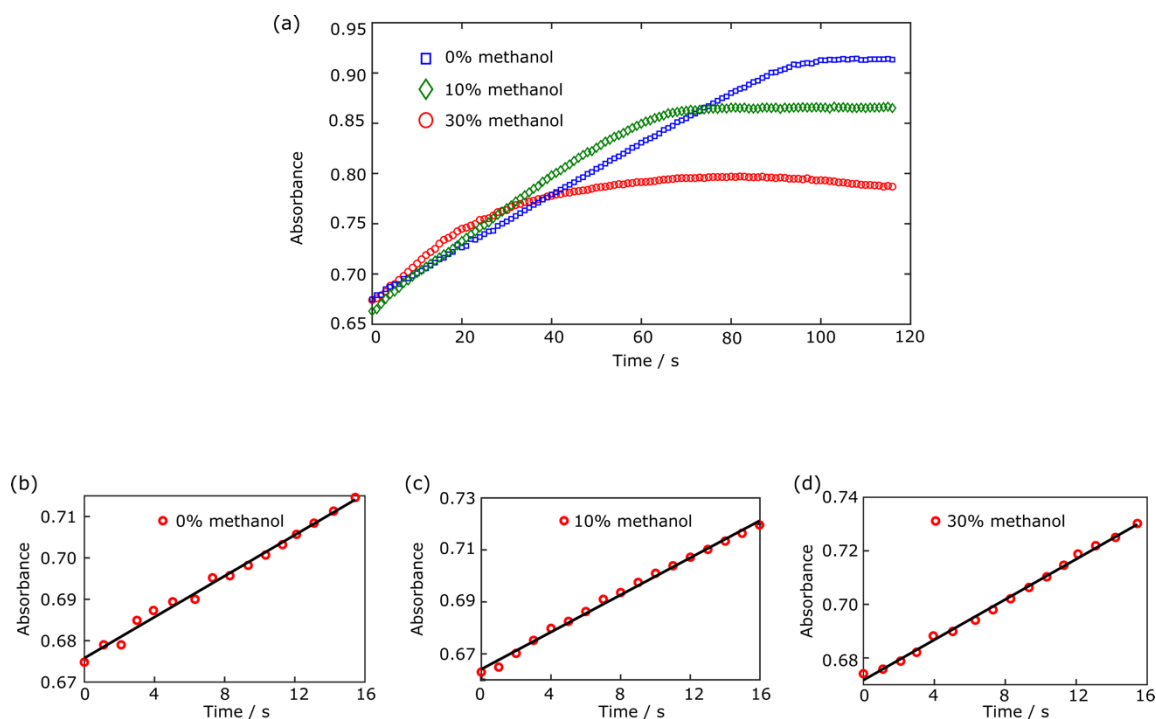 (a)
0.95
0.90
0.85
0.80
0.75
0.70
0.65
Absorbance
0% methanol
10% methanol
30% methanol
0 20 40 60 80 100 120
Time / s
(b)
0.71
0.70
0.69
0.68
0.67
Absorbance
0% methanol
0 4 8 12 16
Time / s
(c)
0.73
0.71
0.69
0.67
Absorbance
10% methanol
0 4 8 12 16
Time / s
(d)
0.74
0.72
0.70
0.68
Absorbance
30% methanol
0 4 8 12 16
Time / s